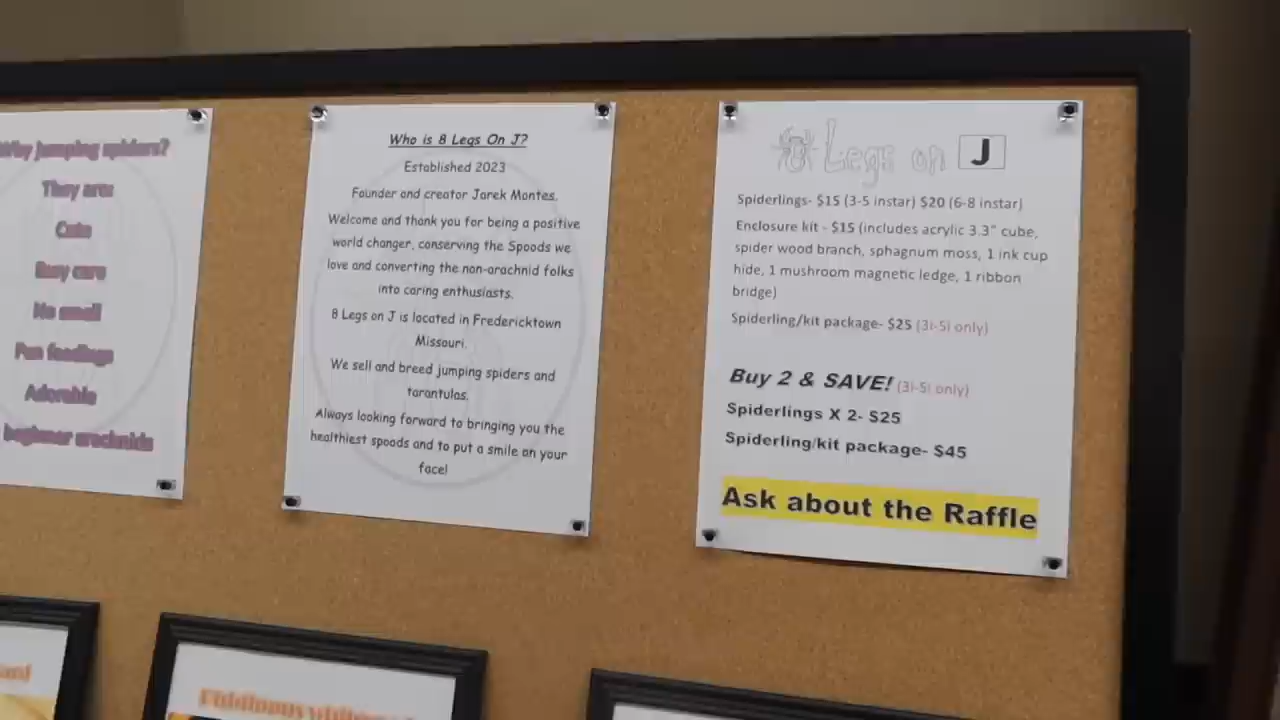 Why jumping spiders?
They are:
Cute
Easy care
No smell
Fun feedings
Adorable
beginner arachnids
Who is 8 Legs On J?
Established 2023
Founder and creator Jarek Montes.
Welcome and thank you for being a positive
world changer, conserving the Spoods we
love and converting the non-arachnid folks
into caring enthusiasts.
8 Legs on J is located in Fredericktown
Missouri.
We sell and breed jumping spiders and
tarantulas.
Always looking forward to bringing you the
healthiest spoods and to put a smile on your
face!
Legs on J
Spiderlings- $15 (3-5 instar) $20 (6-8 instar)
Enclosure kit - $15 (includes acrylic 3.3" cube,
spider wood branch, sphagnum moss, 1 ink cup
hide, 1 mushroom magnetic ledge, 1 ribbon
bridge)
Spiderling/kit package- $25 (3i-5i only)
Buy 2 & SAVE! (3i-5i only)
Spiderlings X 2- $25
Spiderling/kit package- $45
Ask about the Raffle